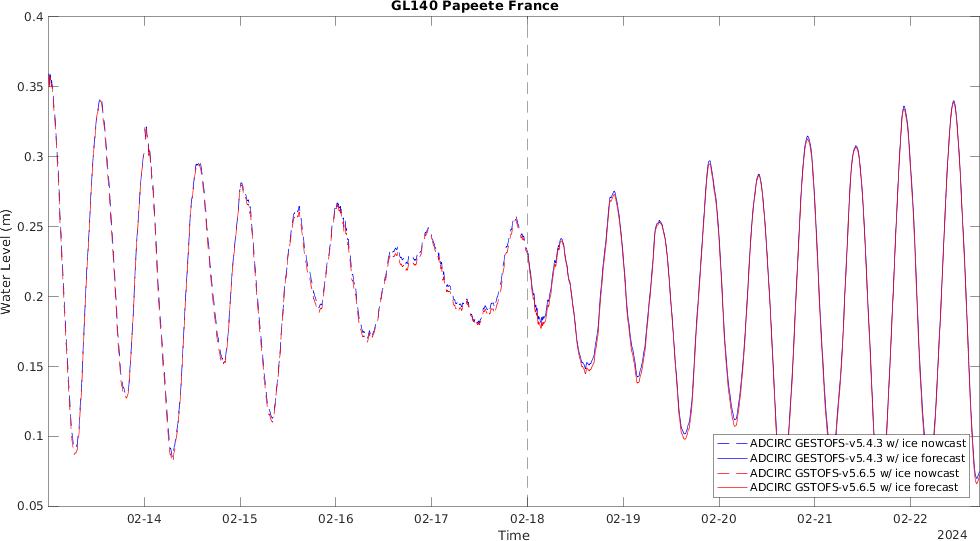 GL140 Papeete France
0.4
0.35
0.3
0.25
0.2
0.15
0.1
0.05
Water Level (m)
ADCIRC GESTOFS-v5.4.3 w/ ice nowcast
ADCIRC GESTOFS-v5.4.3 w/ ice forecast
ADCIRC GSTOFS-v5.6.5 w/ ice nowcast
ADCIRC GSTOFS-v5.6.5 w/ ice forecast
02-14 02-15 02-16 02-17 02-18 02-19 02-20 02-21 02-22
Time
2024